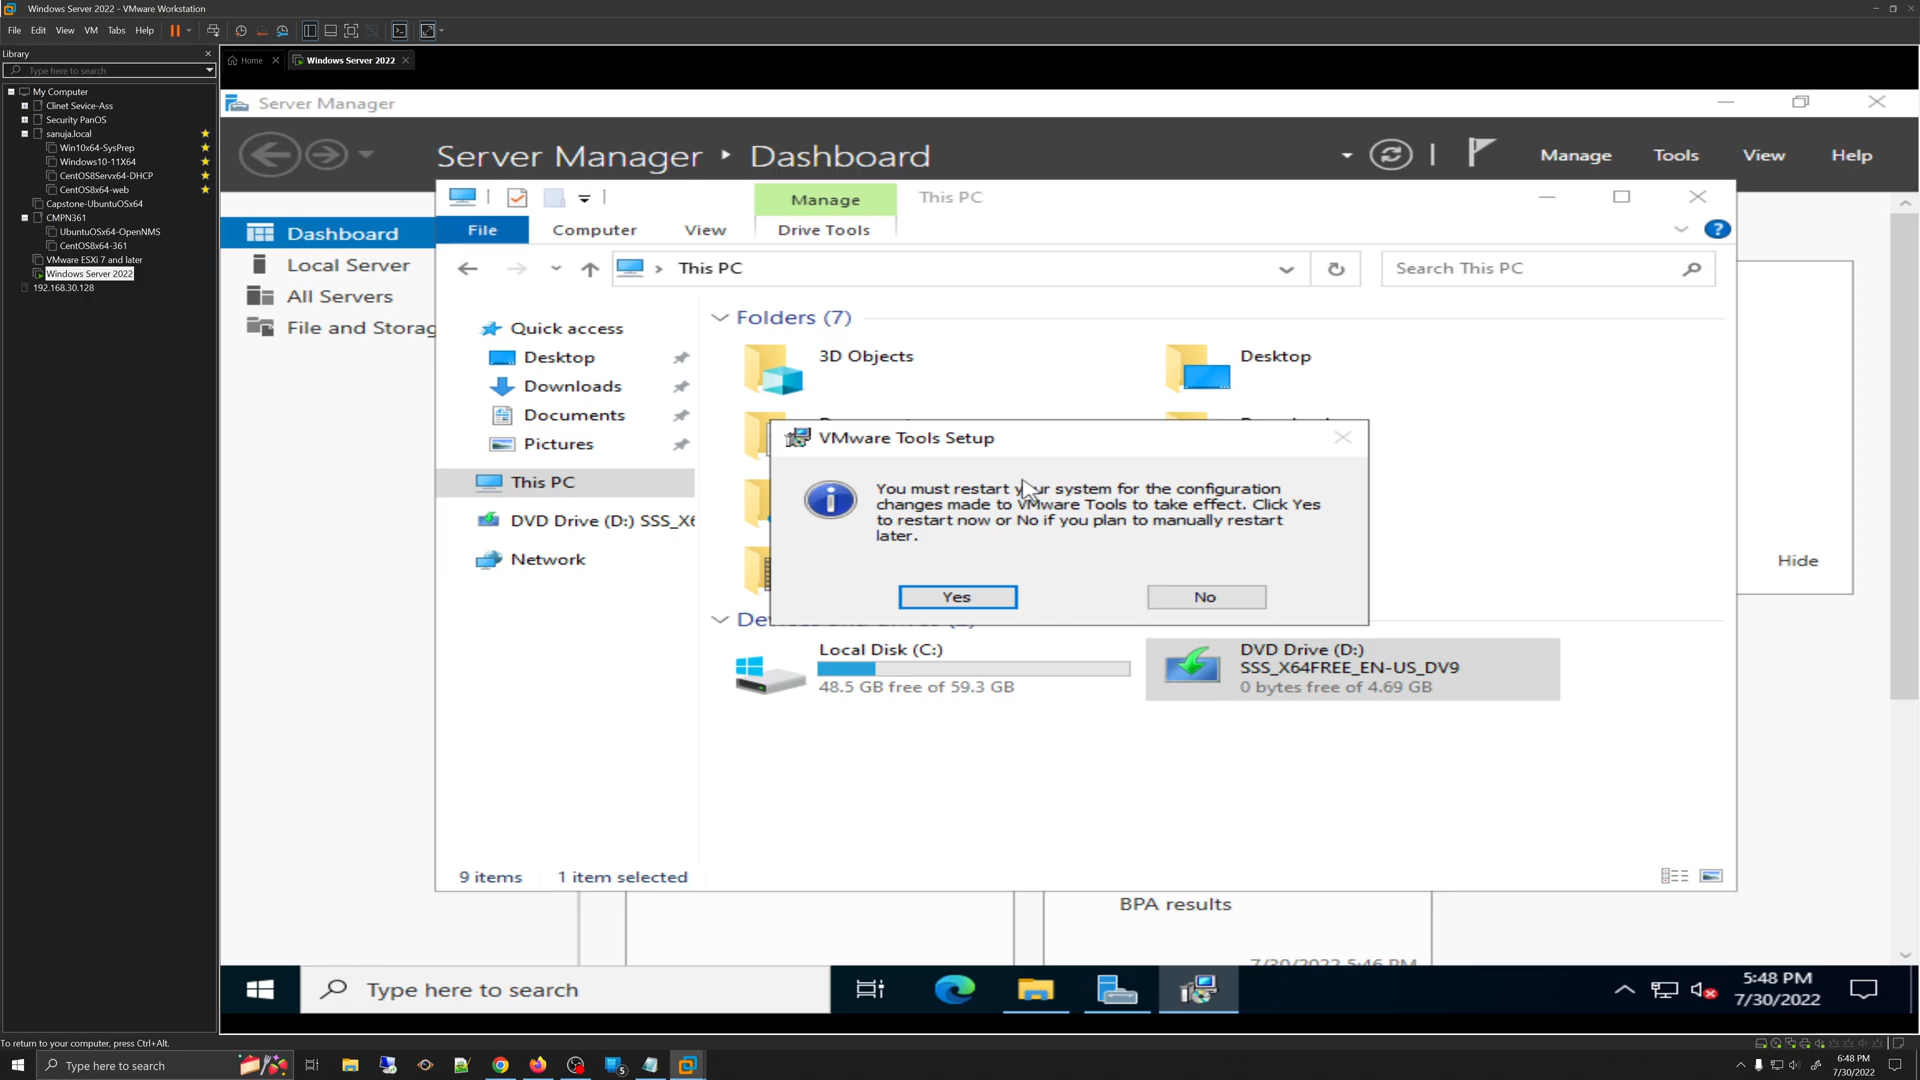 Windows Server 2022 - VMware Workstation
File Edit View VM Tabs Help
Library
Type here to search
My Computer
Clinet Sevice-Ass
Security PanOS
sanuja.local
Win10x64-SysPrep
Windows10-11X64
CentOS8Servx64-DHCP
CentOS8x64-web
Capstone-UbuntuOSx64
CMPN361
UbuntuOSx64-OpenNMS
CentOS8x64-361
VMware ESXi 7 and later
Windows Server 2022
192.168.30.128
Home
Windows Server 2022
Server Manager
Server Manager Dashboard
Manage Tools View Help
Dashboard
Local Server
All Servers
File and Storag
Manage This PC
File Computer View Drive Tools
This PC
Search This PC
Quick access
Desktop
Downloads
Documents
Pictures
This PC
DVD Drive (D:) SSS_X6
Network
Folders (7)
3D Objects
Desktop
VMware Tools Setup
You must restart your system for the configuration
changes made to VMware Tools to take effect. Click Yes
to restart now or No if you plan to manually restart
later.
Yes No
Hide
Local Disk (C:)
48.5 GB free of 59.3 GB
DVD Drive (D:)
SSS_X64FREE_EN-US_DV9
0 bytes free of 4.69 GB
9 items 1 item selected
BPA results
7/30/2022 5:46 PM
Type here to search
5:48 PM
7/30/2022
To return to your computer, press Ctrl+Alt.
Type here to search
5
6:48 PM
7/30/2022